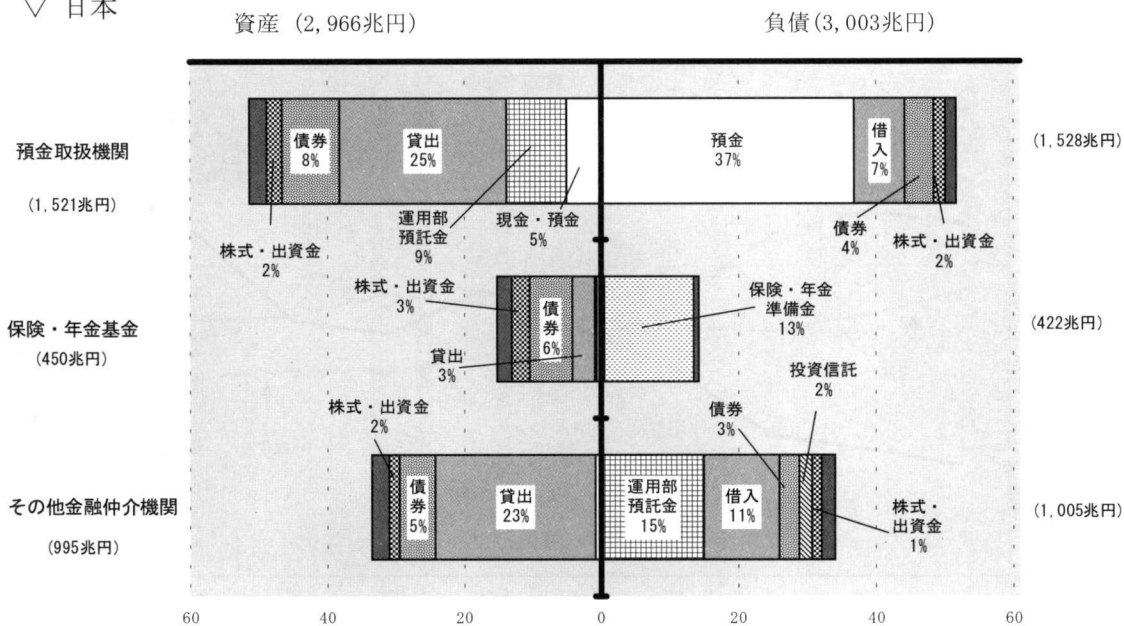 ▽ 日本
資産 (2,966兆円)
負債(3,003兆円)
預金取扱機関
(1,521兆円)
債券
8%
貸出
25%
預金
37%
借
入
7%
(1,528兆円)
株式・出資金
2%
運用部
預託金
9%
現金・預金
5%
債券
4%
株式・出資金
2%
保険・年金基金
(450兆円)
株式・出資金
3%
債
券
6%
貸出
3%
保険・年金
準備金
13%
(422兆円)
その他金融仲介機関
(995兆円)
株式・出資金
2%
債
券
5%
貸出
23%
運用部
預託金
15%
借入
11%
債券
3%
投資信託
2%
株式・
出資金
1%
(1,005兆円)
60 40 20 0 20 40 60